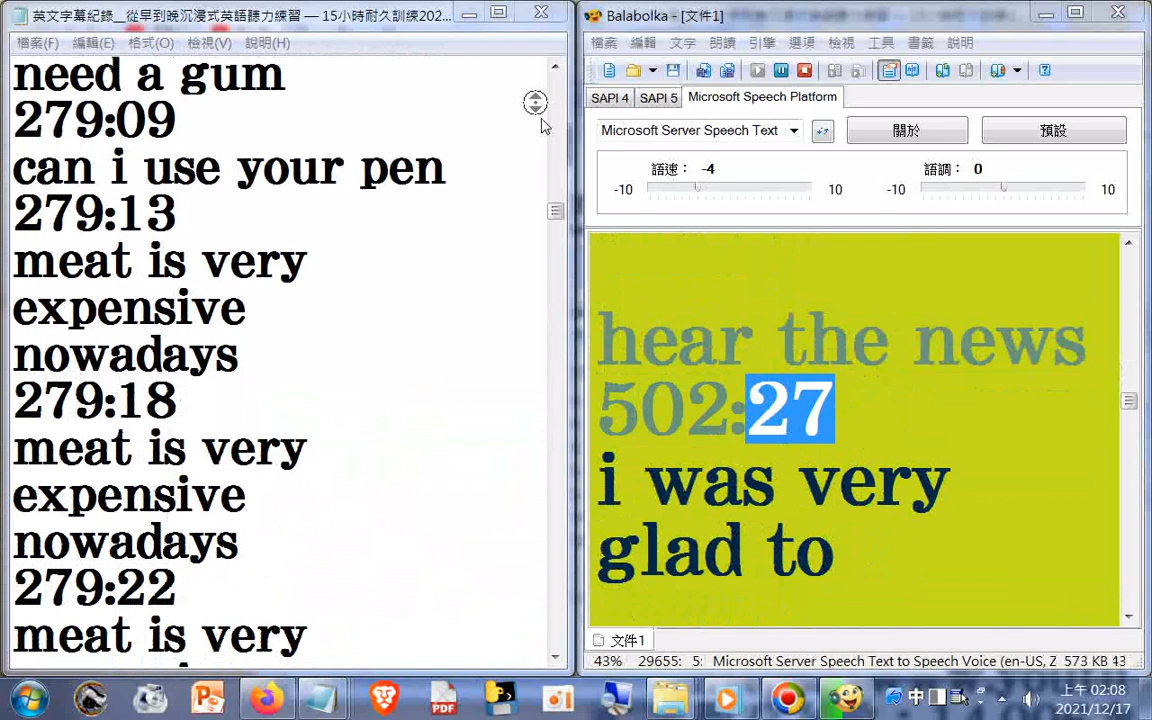 英文字幕紀錄__從早到晚沉浸式英語聽力練習 — 15小時耐久訓練202...
檔案(F) 編輯(E) 格式(O) 檢視(V) 說明(H)
need a gum
279:09
can i use your pen
279:13
meat is very
expensive
nowadays
279:18
meat is very
expensive
nowadays
279:22
meat is very
Balabolka - [文件1]
檔案 編輯 文字 朗讀 引擎 選項 檢視 工具 書籤 說明
SAPI 4 SAPI 5 Microsoft Speech Platform
Microsoft Server Speech Text 關於 預設
語速： -4 語調： 0
-10 10 -10 10
hear the news
502:27
i was very
glad to
文件1
43% 29655: 5: Microsoft Server Speech Text to Speech Voice (en-US, Z 573 KB 43
PDF 中 上午 02:08
2021/12/17